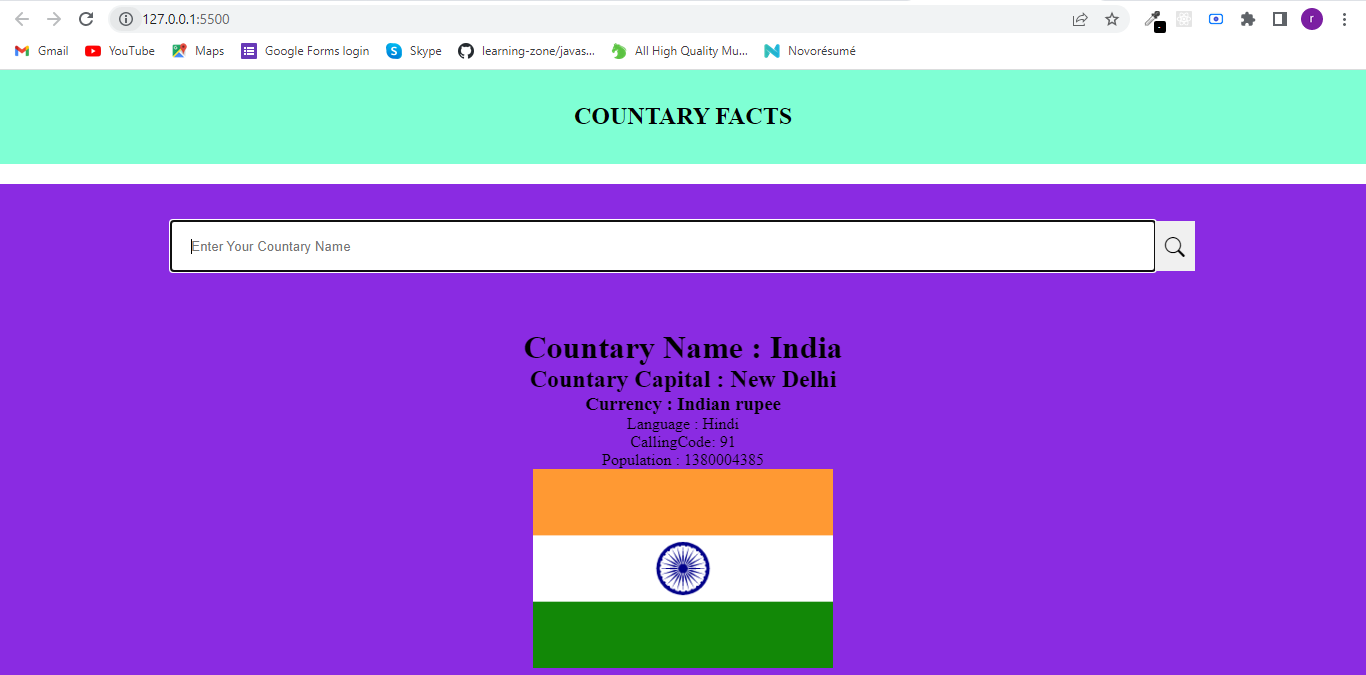 127.0.0.1:5500
r
Gmail YouTube Maps Google Forms login Skype learning-zone/javas... All High Quality Mu... Novorésumé
COUNTARY FACTS
Enter Your Countary Name
Countary Name : India
Countary Capital : New Delhi
Currency : Indian rupee
Language : Hindi
CallingCode: 91
Population : 1380004385